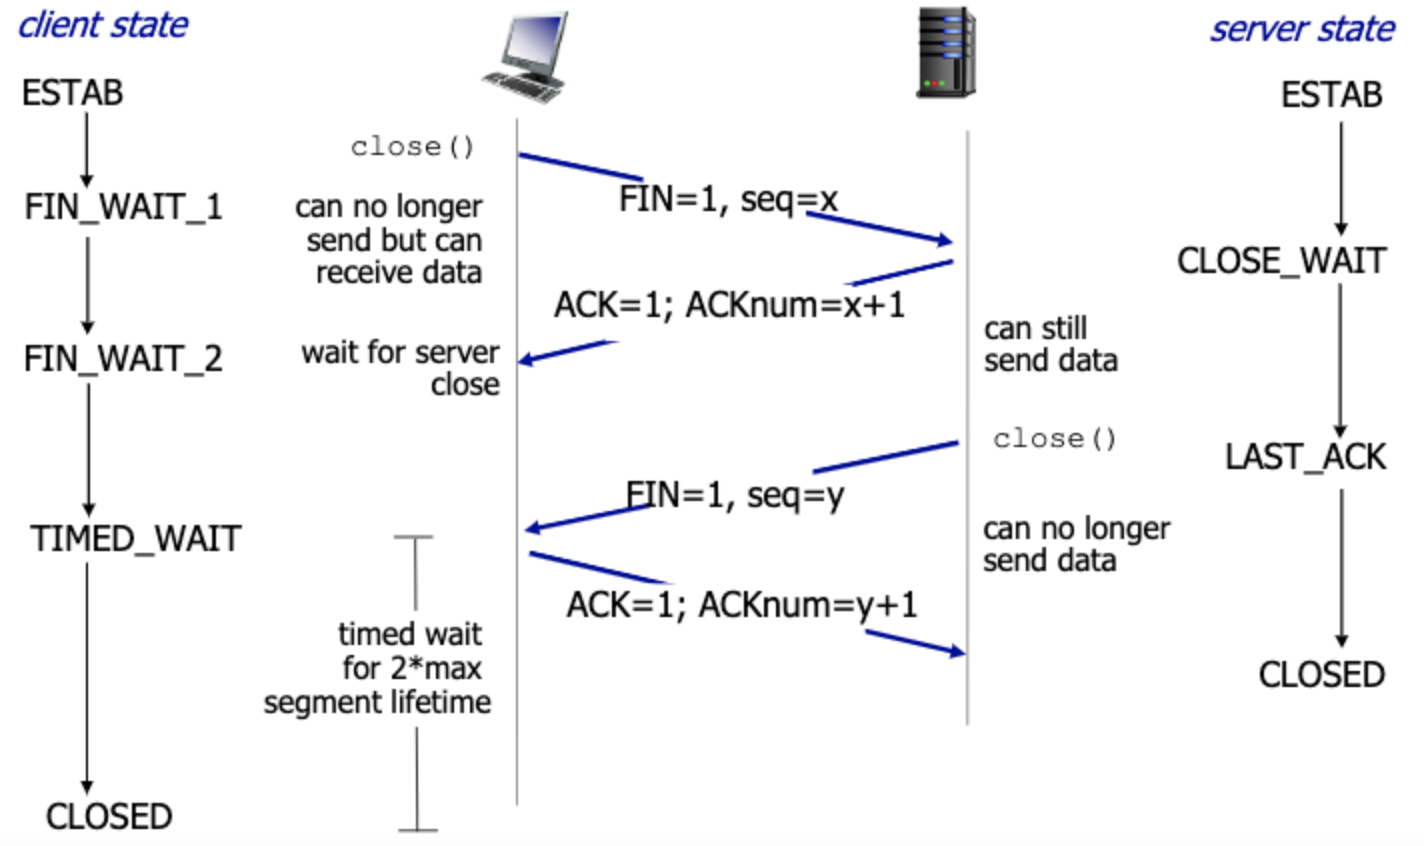 client state
server state
ESTAB
ESTAB
close()
FIN=1, seq=x
FIN_WAIT_1
can no longer
send but can
receive data
CLOSE_WAIT
ACK=1; ACKnum=x+1
can still
send data
FIN_WAIT_2
wait for server
close
close()
LAST_ACK
FIN=1, seq=y
TIMED_WAIT
can no longer
send data
ACK=1; ACKnum=y+1
timed wait
for 2*max
segment lifetime
CLOSED
CLOSED